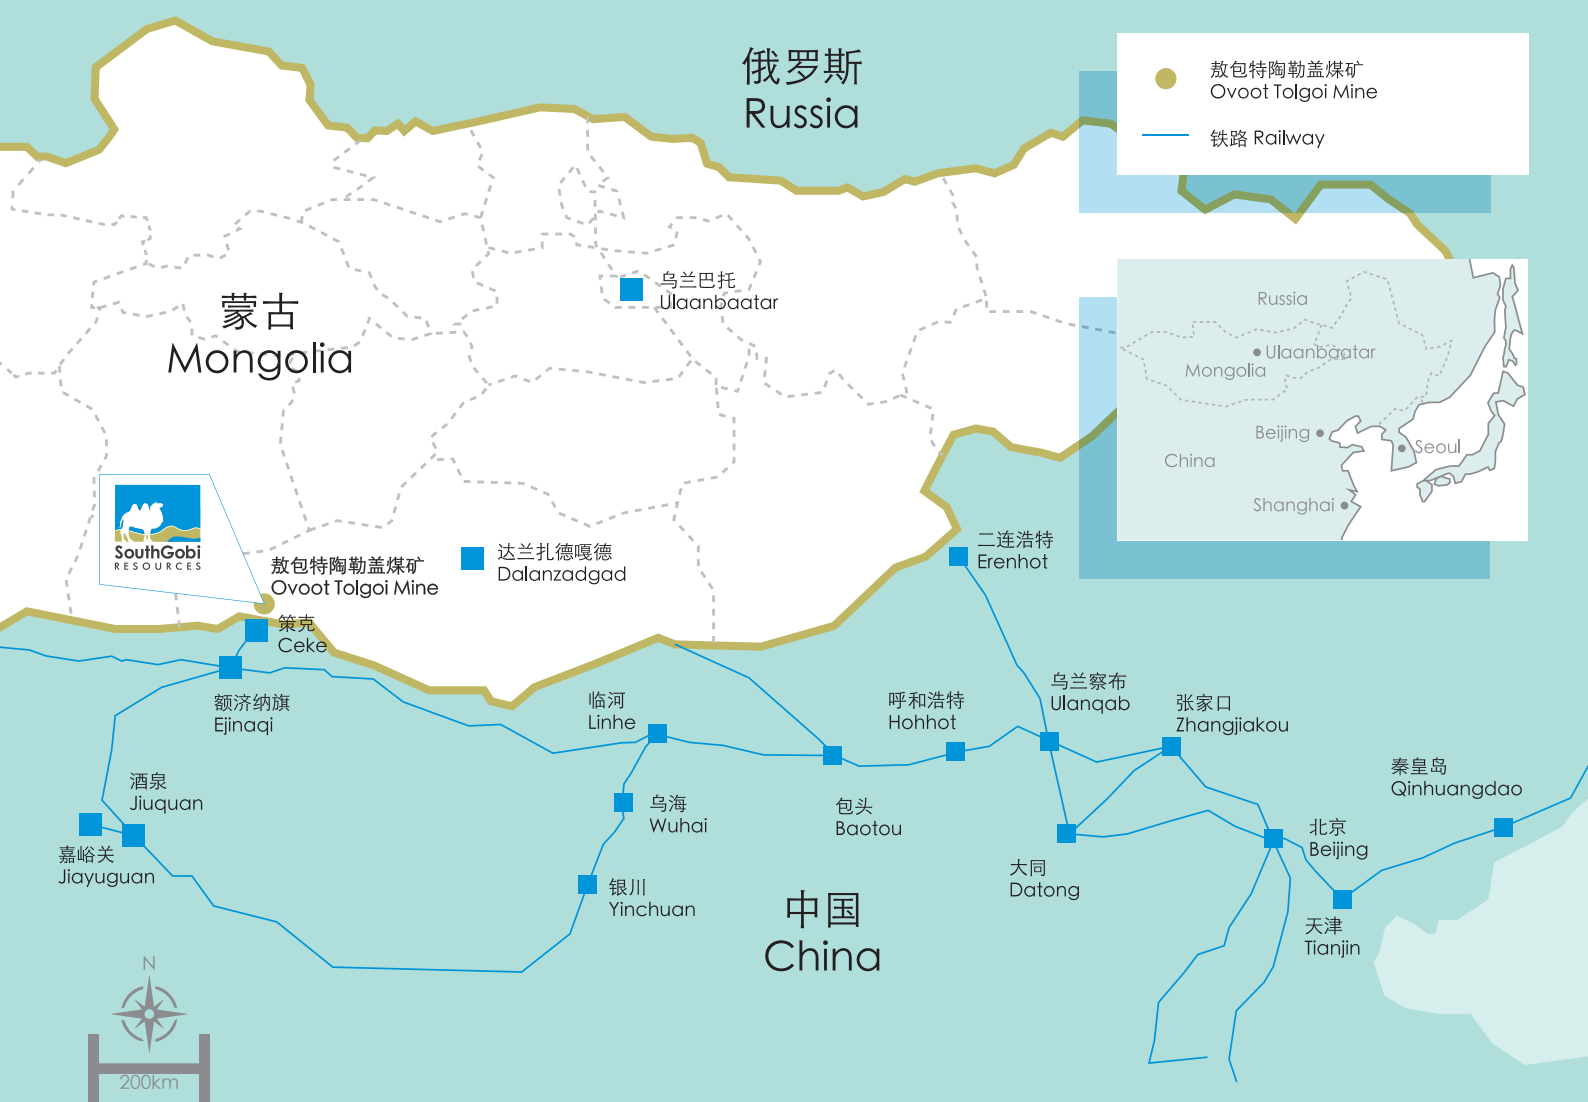 俄罗斯
Russia
敖包特陶勒盖煤矿
Ovoot Tolgoi Mine
铁路 Railway
蒙古
Mongolia
乌兰巴托
Ulaanbaatar
Russia
Ulaanbaatar
Mongolia
Beijing
Seoul
China
Shanghai
SouthGobi
RESOURCES
敖包特陶勒盖煤矿
Ovoot Tolgoi Mine
达兰扎德嘎德
Dalanzadgad
二连浩特
Erenhot
策克
Ceke
额济纳旗
Ejinaqi
临河
Linhe
呼和浩特
Hohhot
乌兰察布
Ulanqab
张家口
Zhangjiakou
酒泉
Jiuquan
乌海
Wuhai
包头
Baotou
秦皇岛
Qinhuangdao
嘉峪关
Jiayuguan
银川
Yinchuan
大同
Datong
北京
Beijing
中国
China
天津
Tianjin
N
200km